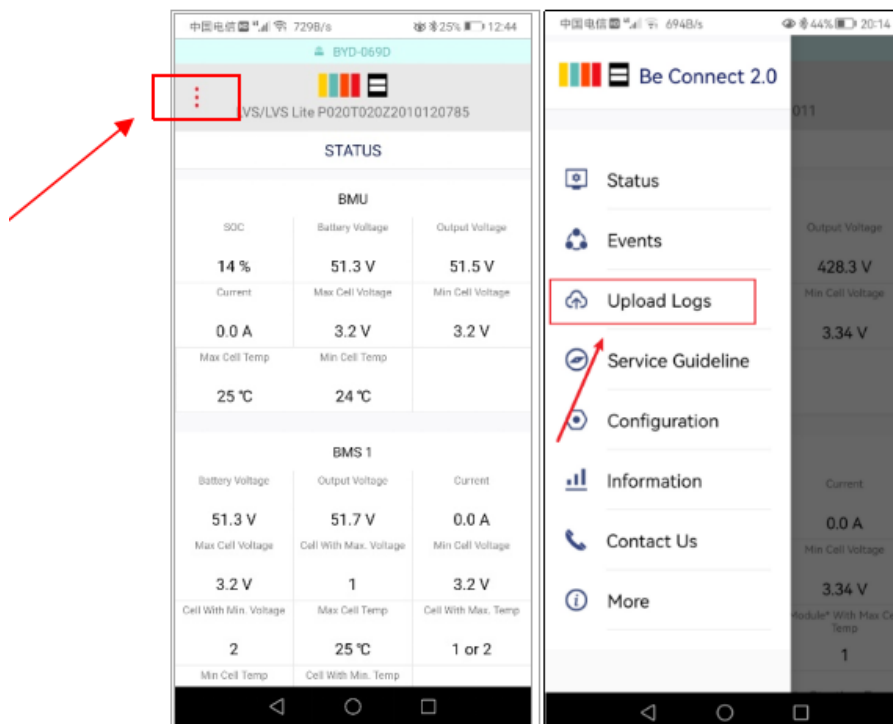 中国电信 729B/s 25% 12:44
BYD-069D
LVS/LVS Lite P020T020Z2010120785
STATUS
BMU
SOC Battery Voltage Output Voltage
14 % 51.3 V 51.5 V
Current Max Cell Voltage Min Cell Voltage
0.0 A 3.2 V 3.2 V
Max Cell Temp Min Cell Temp
25 ℃ 24 ℃
BMS 1
Battery Voltage Output Voltage Current
51.3 V 51.7 V 0.0 A
Max Cell Voltage Cell With Max. Voltage Min Cell Voltage
3.2 V 1 3.2 V
Cell With Min. Voltage Max Cell Temp Cell With Max. Temp
2 25 ℃ 1 or 2
Min Cell Temp Cell With Min. Temp
中国电信 694B/s 44% 20:14
Be Connect 2.0
011
Status
Events
Upload Logs
Service Guideline
Configuration
Information
Contact Us
More
Output Voltage
428.3 V
Min Cell Voltage
3.34 V
Current
0.0 A
Min Cell Voltage
3.34 V
Module* With Max
Temp
1